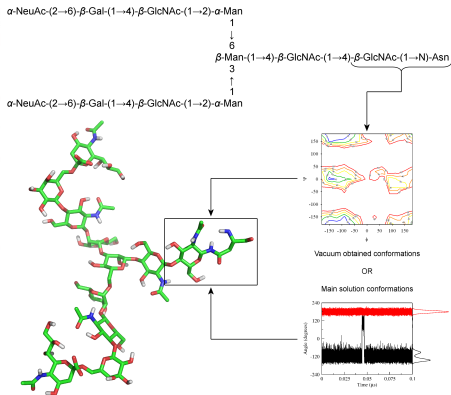 α-NeuAc-(2→6)-β-Gal-(1→4)-β-GlcNAc-(1→2)-α-Man
1
↓
6
β-Man-(1→4)-β-GlcNAc-(1→4)-β-GlcNAc-(1→N)-Asn
3
↑
1
α-NeuAc-(2→6)-β-Gal-(1→4)-β-GlcNAc-(1→2)-α-Man
150
100
50
0
-50
-100
-150
-150 -100 -50 0 50 100 150
Vacuum obtained conformations
OR
Main solution conformations
Angle (degrees)
240
120
0
-120
-240
0 0.025 0.05 0.075 0.1
Time (μs)